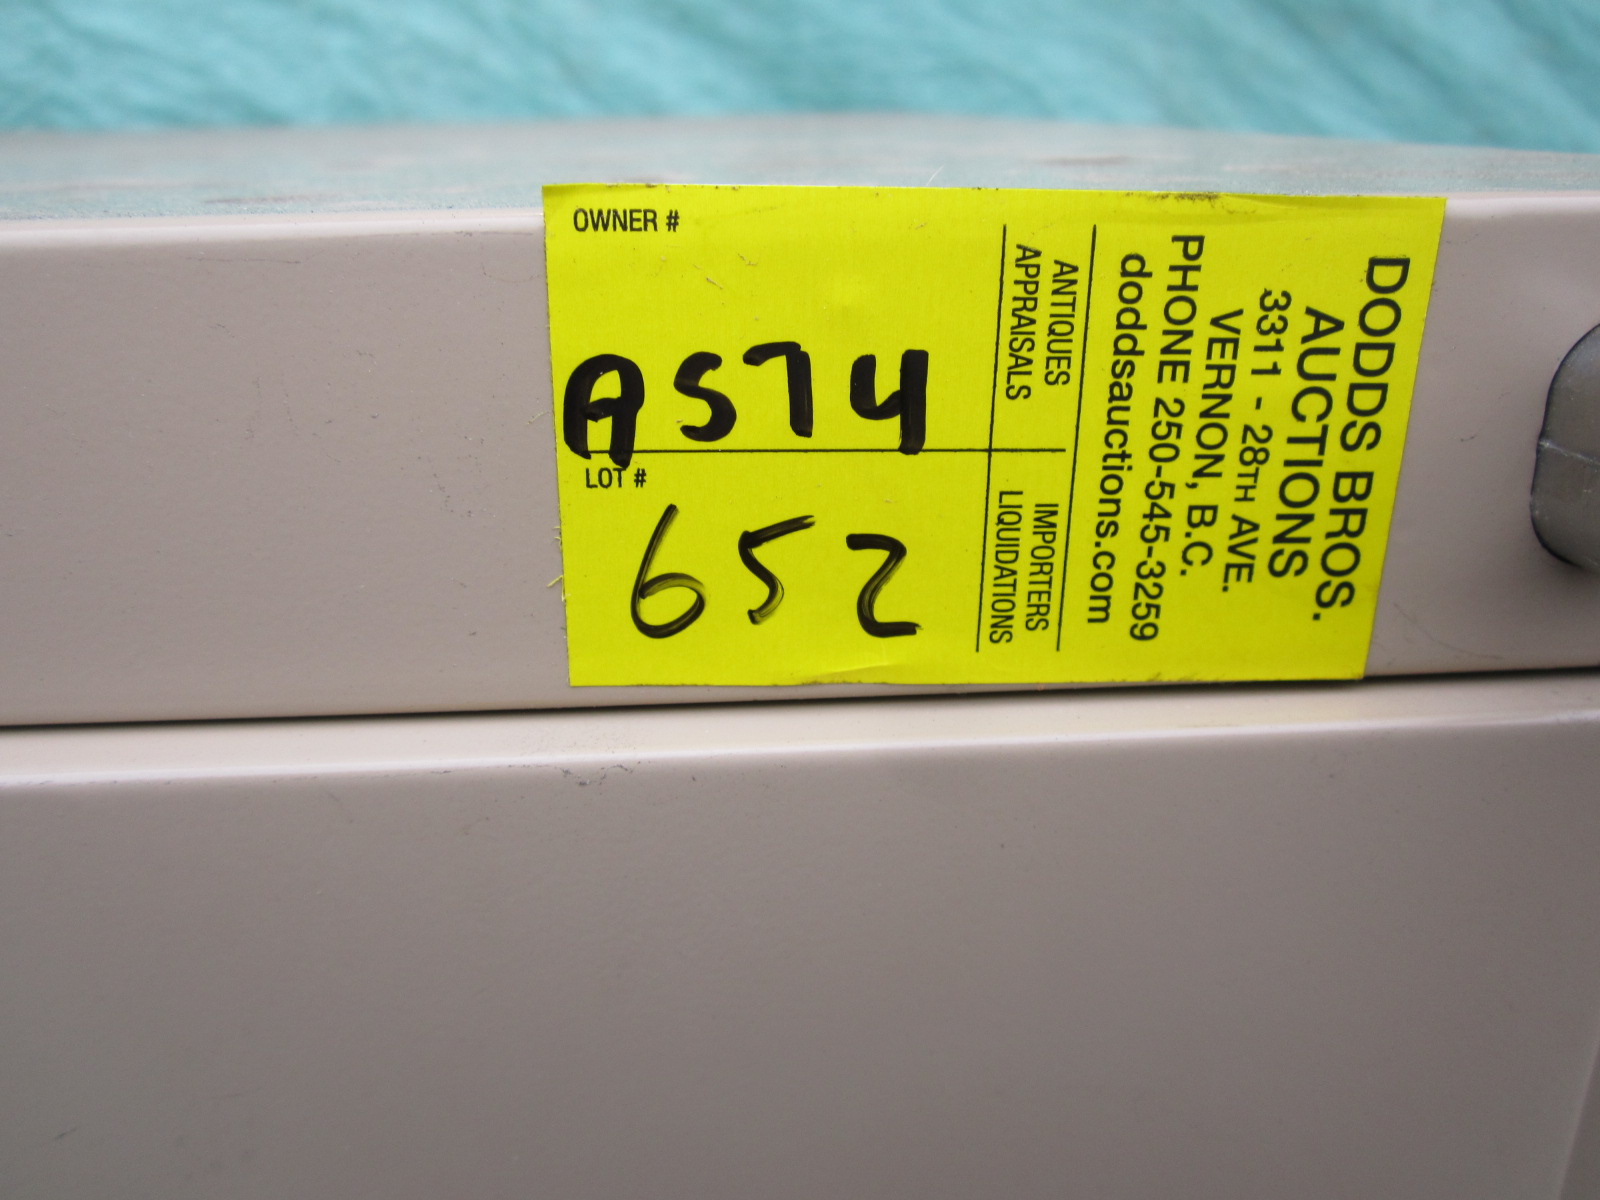 OWNER #
A574
LOT #
652
ANTIQUES
APPRAISALS
IMPORTERS
LIQUIDATIONS
DODDS BROS.
AUCTIONS
3311 - 28TH AVE.
VERNON, B.C.
PHONE 250-545-3259
doddsauctions.com